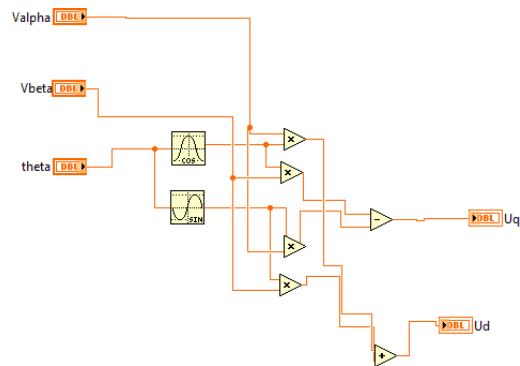 Valpha DBL
Vbeta DBL
theta DBL
COS
SIN
×
×
×
×
-
+
DBL Uq
DBL Ud